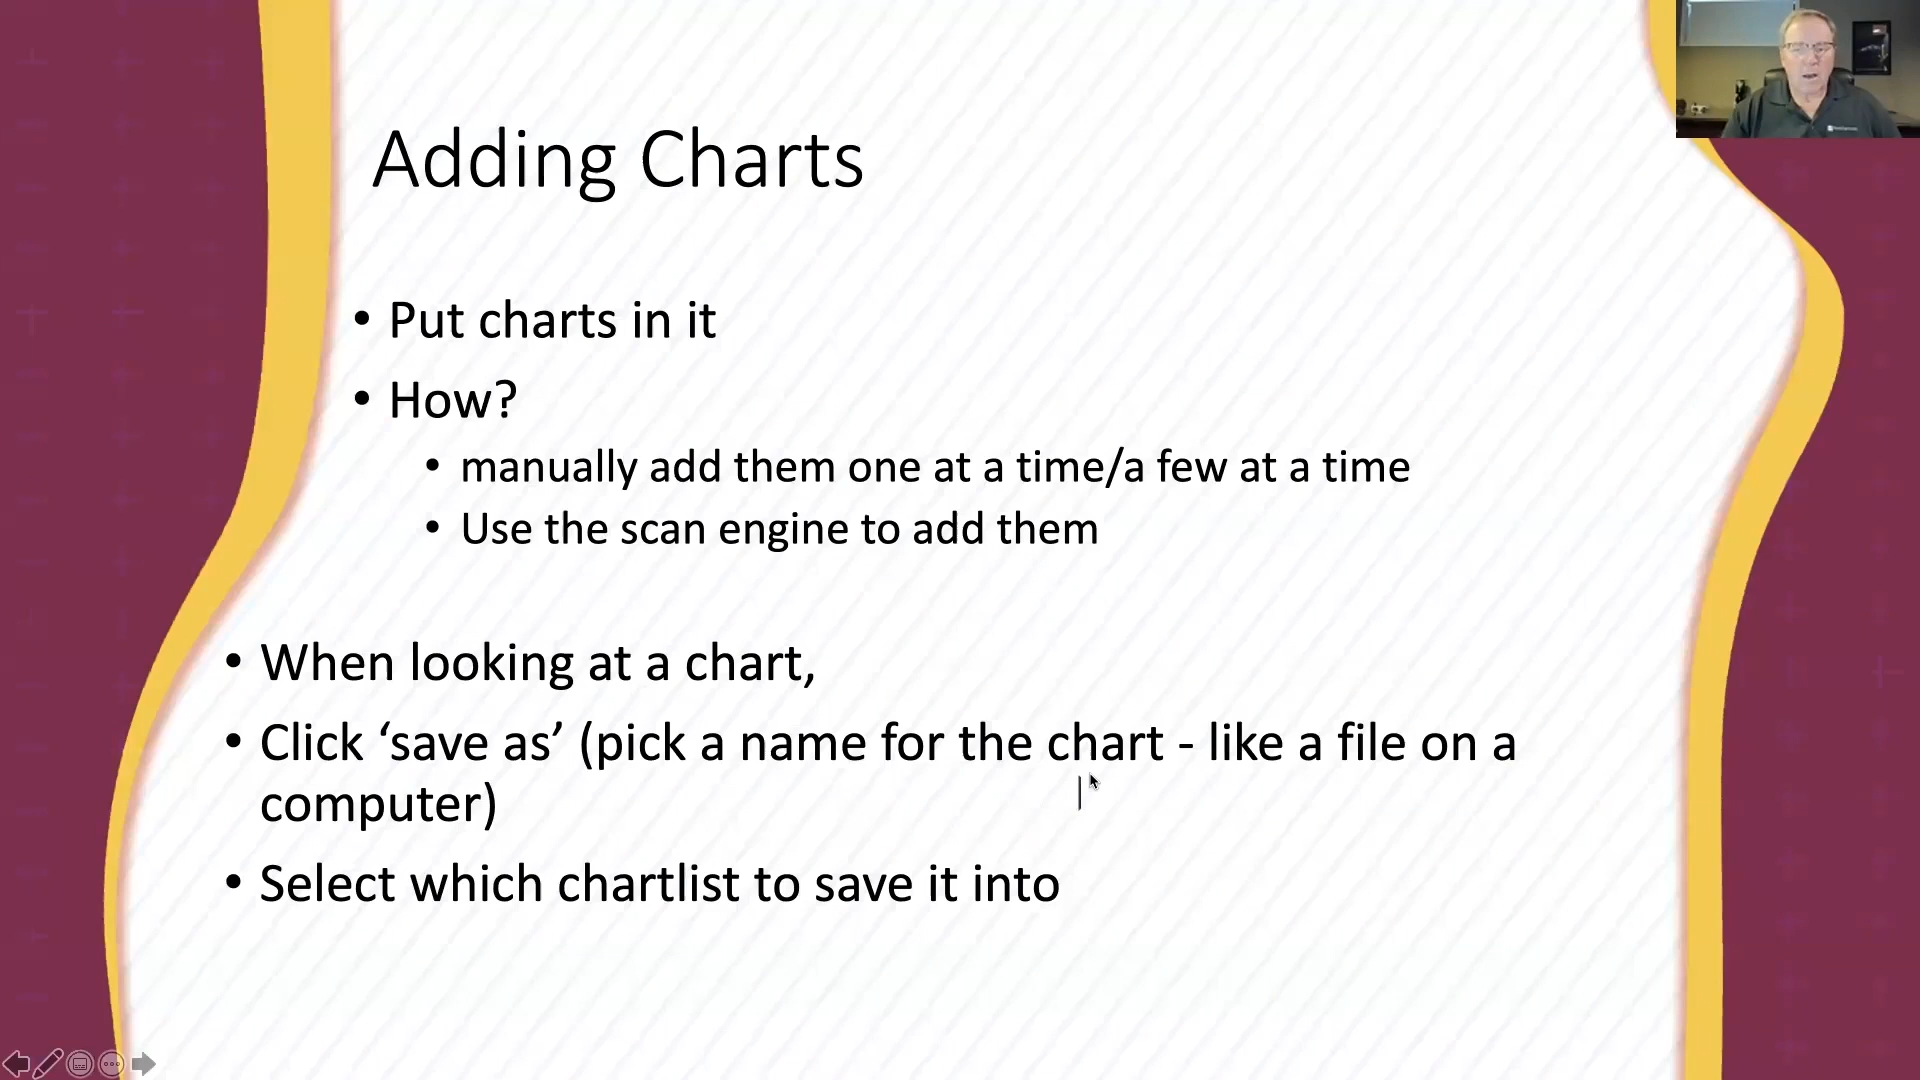 Adding Charts
• Put charts in it
• How?
• manually add them one at a time/a few at a time
• Use the scan engine to add them
• When looking at a chart,
• Click ‘save as’ (pick a name for the chart - like a file on a
computer)
• Select which chartlist to save it into